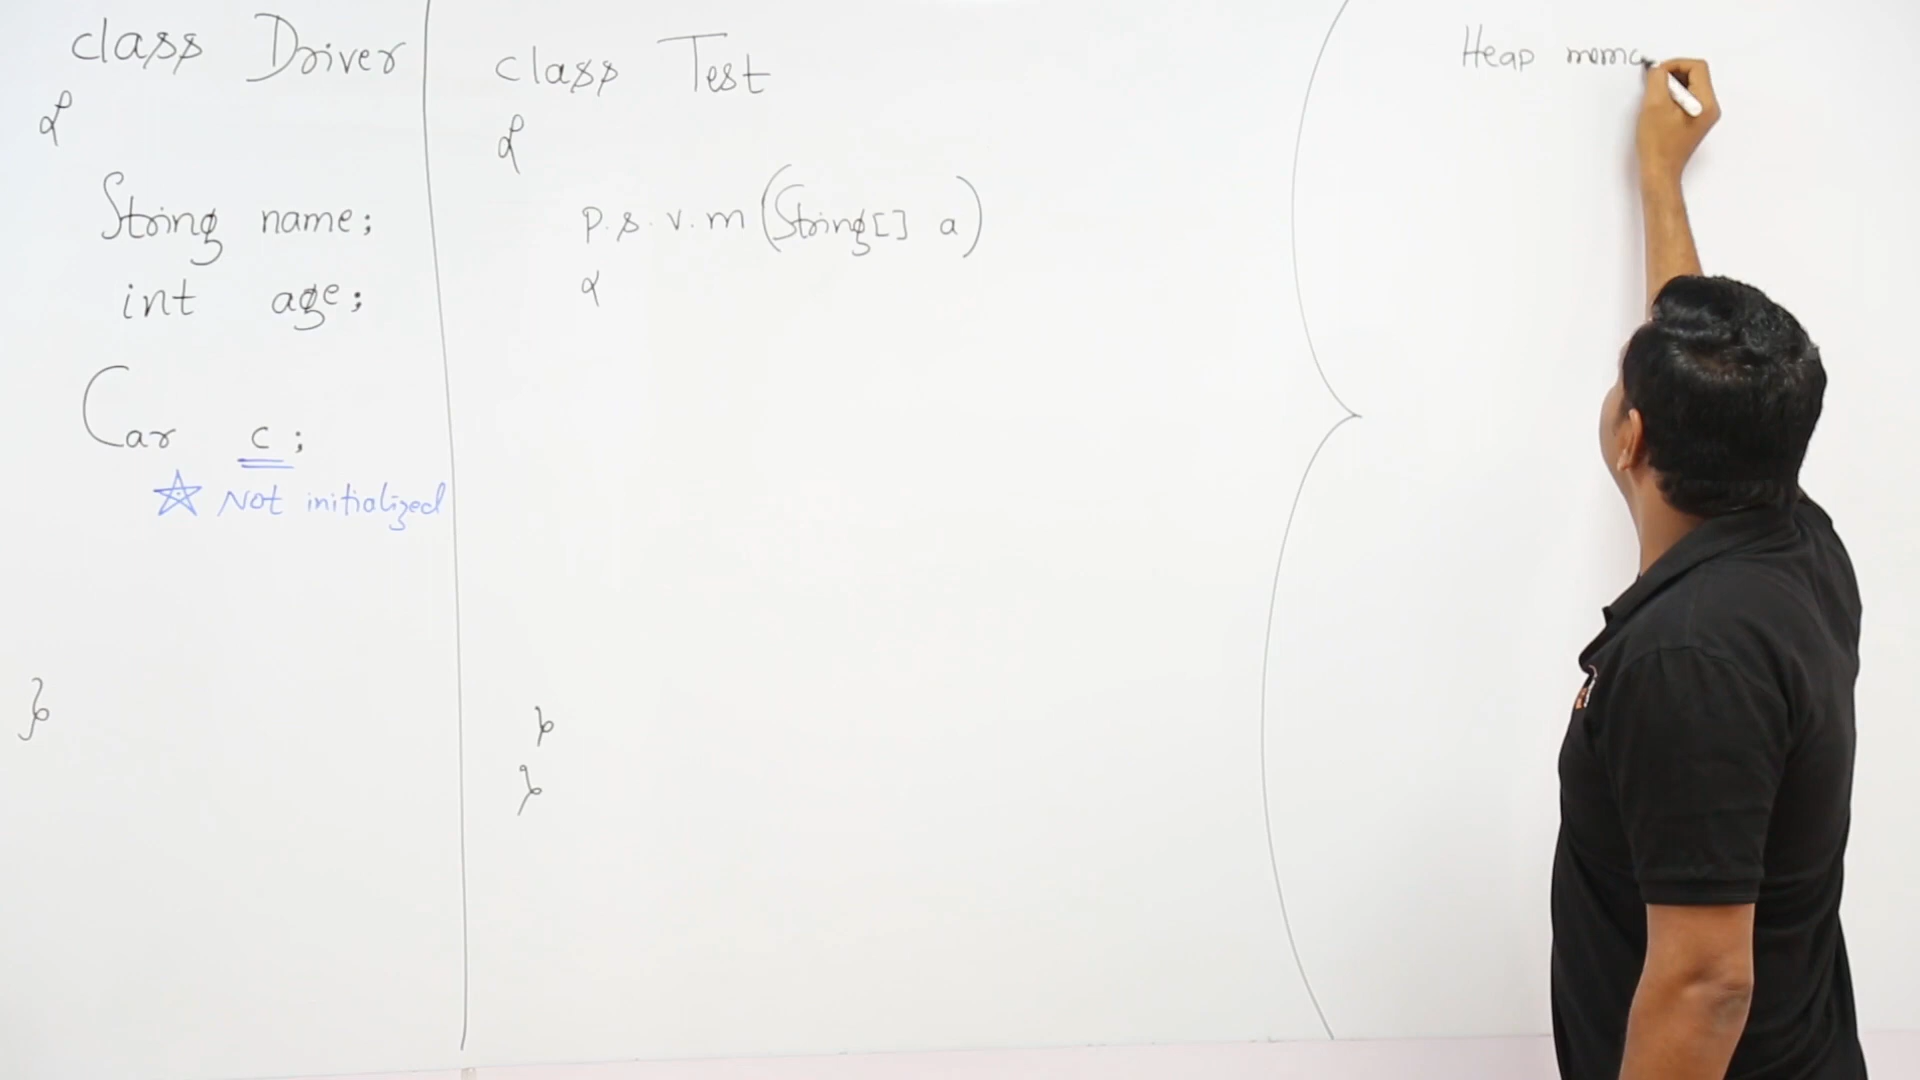 class Driver
{
String name;
int age;
Car c;
☆ Not initialized
}
class Test
{
p.s.v.m (String[] a)
{
}
}
Heap